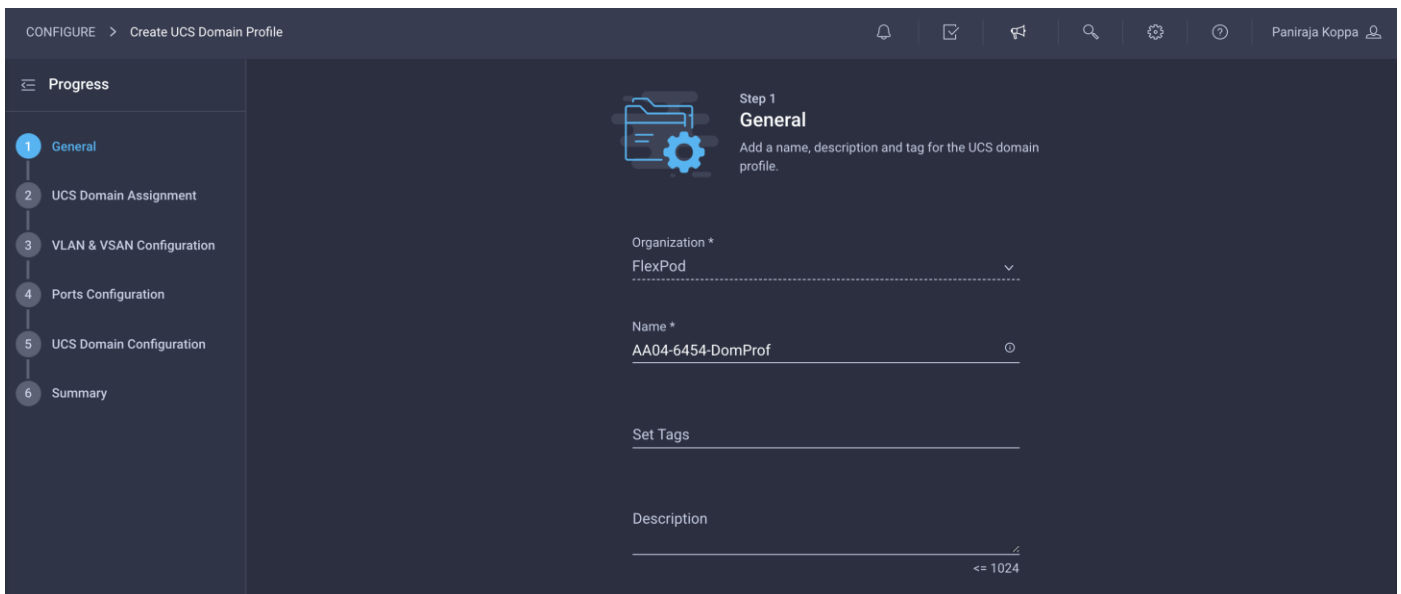 CONFIGURE > Create UCS Domain Profile
Paniraja Koppa
Progress
1 General
2 UCS Domain Assignment
3 VLAN & VSAN Configuration
4 Ports Configuration
5 UCS Domain Configuration
6 Summary
Step 1
General
Add a name, description and tag for the UCS domain
profile.
Organization *
FlexPod
Name *
AA04-6454-DomProf
Set Tags
Description
<= 1024